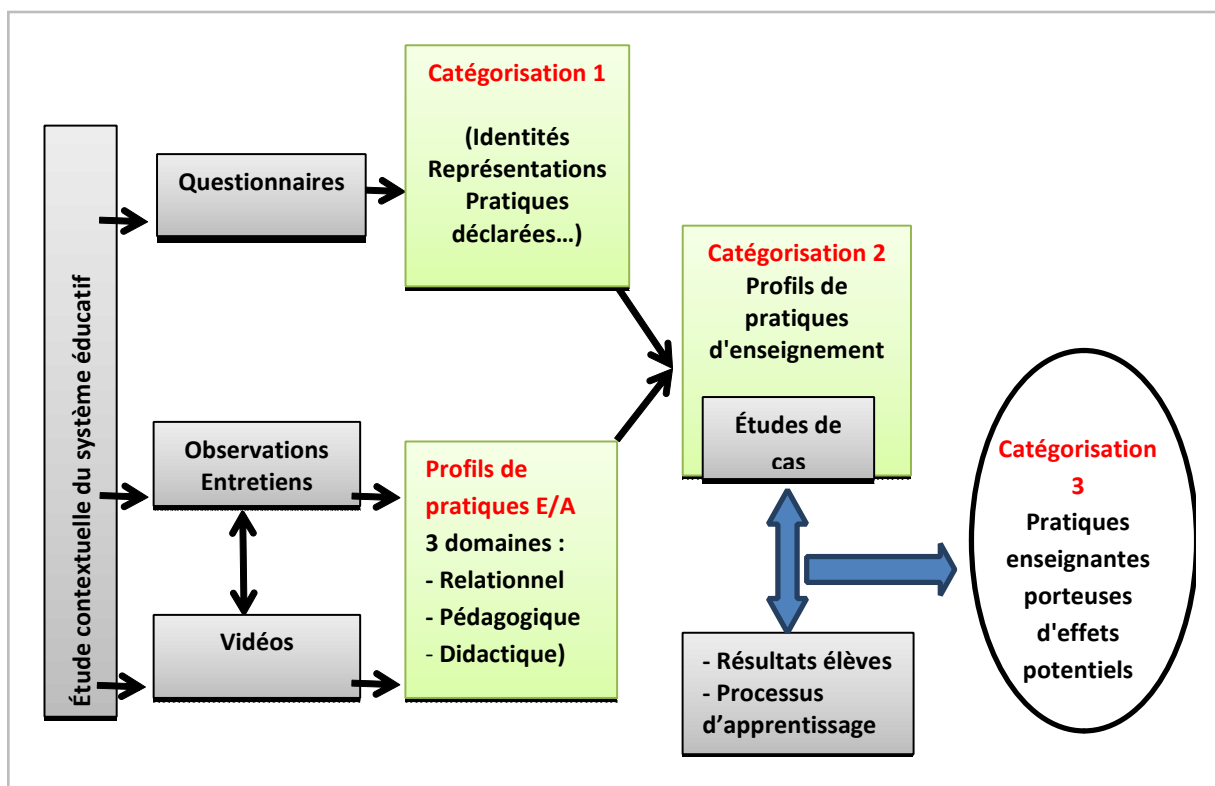 Étude contextuelle du système éducatif
Questionnaires
Catégorisation 1
(Identités
Représentations
Pratiques
déclarées...)
Observations
Entretiens
Vidéos
Profils de
pratiques E/A
3 domaines :
- Relationnel
- Pédagogique
- Didactique)
Catégorisation 2
Profils de
pratiques
d'enseignement
Études de
cas
- Résultats élèves
- Processus
d’apprentissage
Catégorisation
3
Pratiques
enseignantes
porteuses
d'effets
potentiels